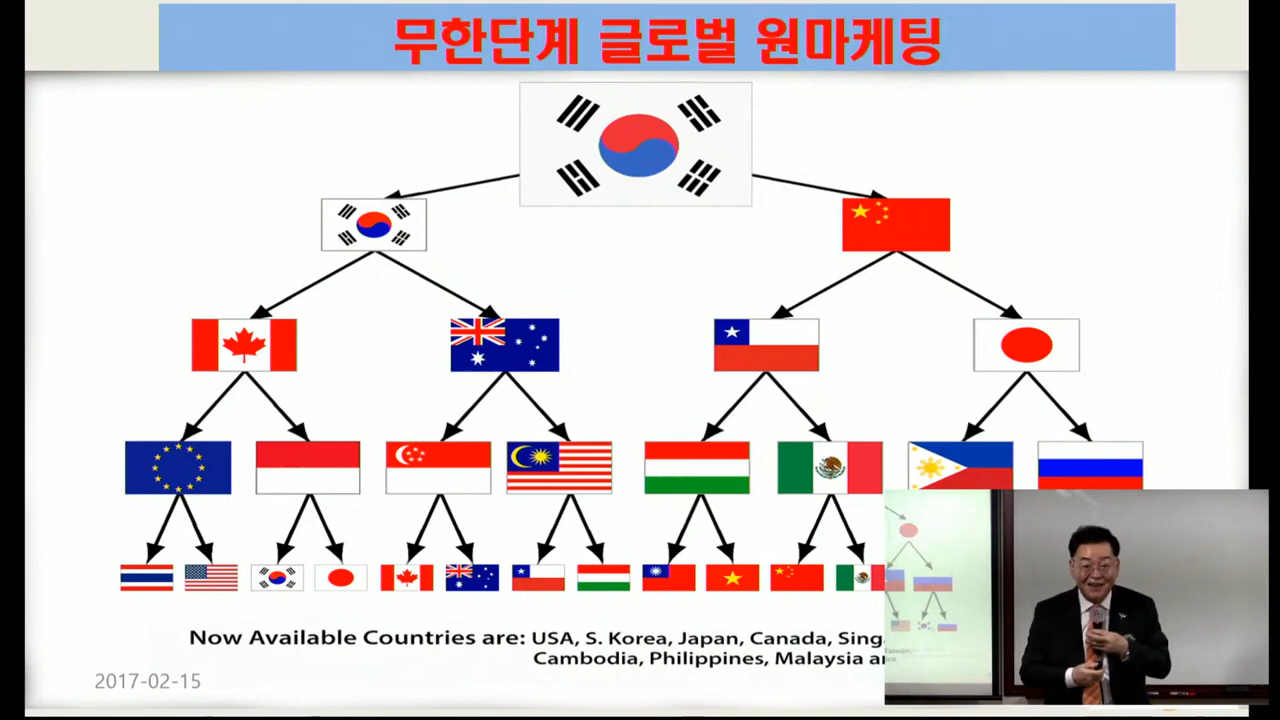 무한단계 글로벌 원마케팅
Now Available Countries are: USA, S. Korea, Japan, Canada,
Cambodia, Philippines, Malaysia
2017-02-15